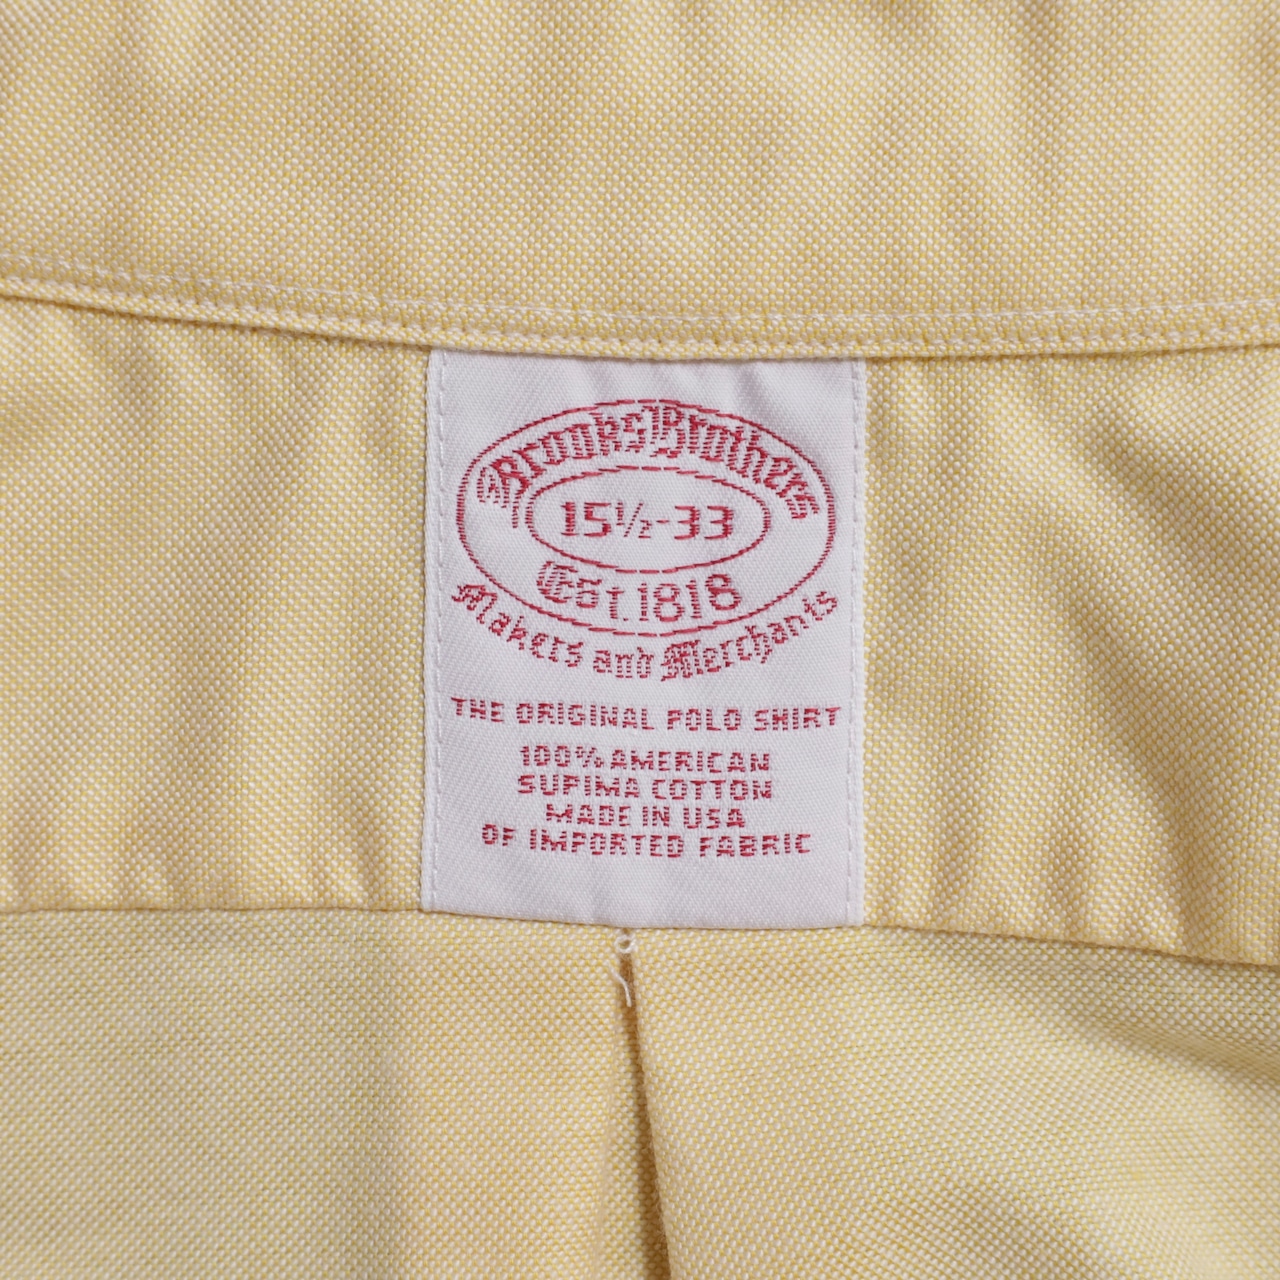 Brooks Brothers
15½-33
Est. 1818
Makers and Merchants
THE ORIGINAL POLO SHIRT
100% AMERICAN
SUPIMA COTTON
MADE IN USA
OF IMPORTED FABRIC